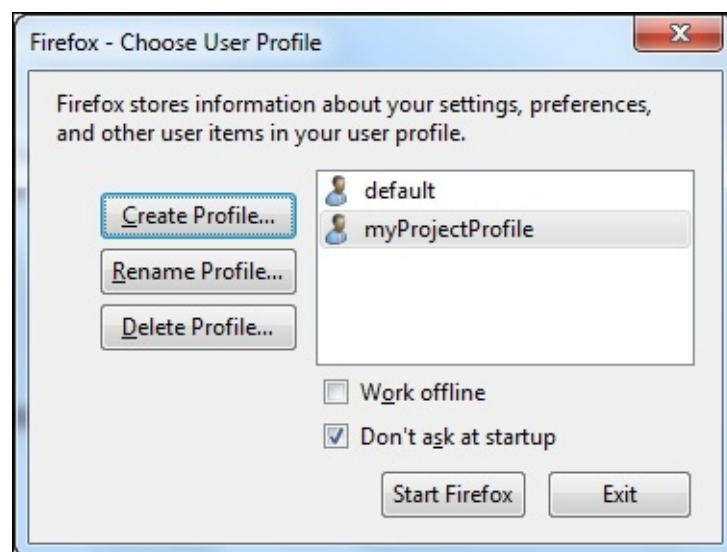 Firefox - Choose User Profile
Firefox stores information about your settings, preferences,
and other user items in your user profile.
Create Profile...
Rename Profile...
Delete Profile...
default
myProjectProfile
Work offline
Don't ask at startup
Start Firefox
Exit